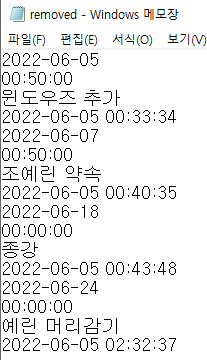 removed - Windows 메모장
파일(F) 편집(E) 서식(O) 보기(V)
2022-06-05
00:50:00
윈도우즈 추가
2022-06-05 00:33:34
2022-06-07
00:50:00
조예린 약속
2022-06-05 00:40:35
2022-06-18
00:00:00
종강
2022-06-05 00:43:48
2022-06-24
00:00:00
예린 머리감기
2022-06-05 02:32:37